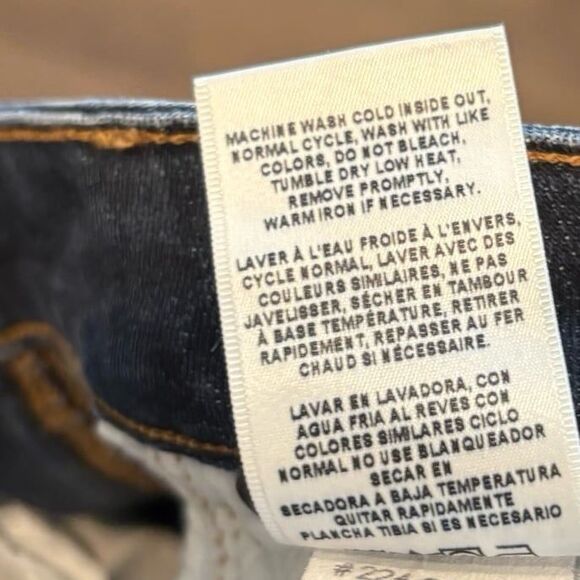 MACHINE WASH COLD INSIDE OUT,
NORMAL CYCLE, WASH WITH LIKE
COLORS, DO NOT BLEACH,
TUMBLE DRY LOW HEAT,
REMOVE PROMPTLY,
WARM IRON IF NECESSARY.
LAVER À L'EAU FROIDE À L'ENVERS,
CYCLE NORMAL, LAVER AVEC DES
COULEURS SIMILAIRES, NE PAS
JAVELISSER, SÉCHER EN TAMBOUR
À BASE TEMPÉRATURE, RETIRER
RAPIDEMENT, REPASSER AU FER
CHAUD SI NÉCESSAIRE.
LAVAR EN LAVADORA, CON
AGUA FRIA AL REVES CON
COLORES SIMILARES CICLO
NORMAL NO USE BLANQUEADOR
SECAR EN
SECADORA A BAJA TEMPERATURA
QUITAR RAPIDAMENTE
PLANCHA TIBIA SI ES NECESARIO